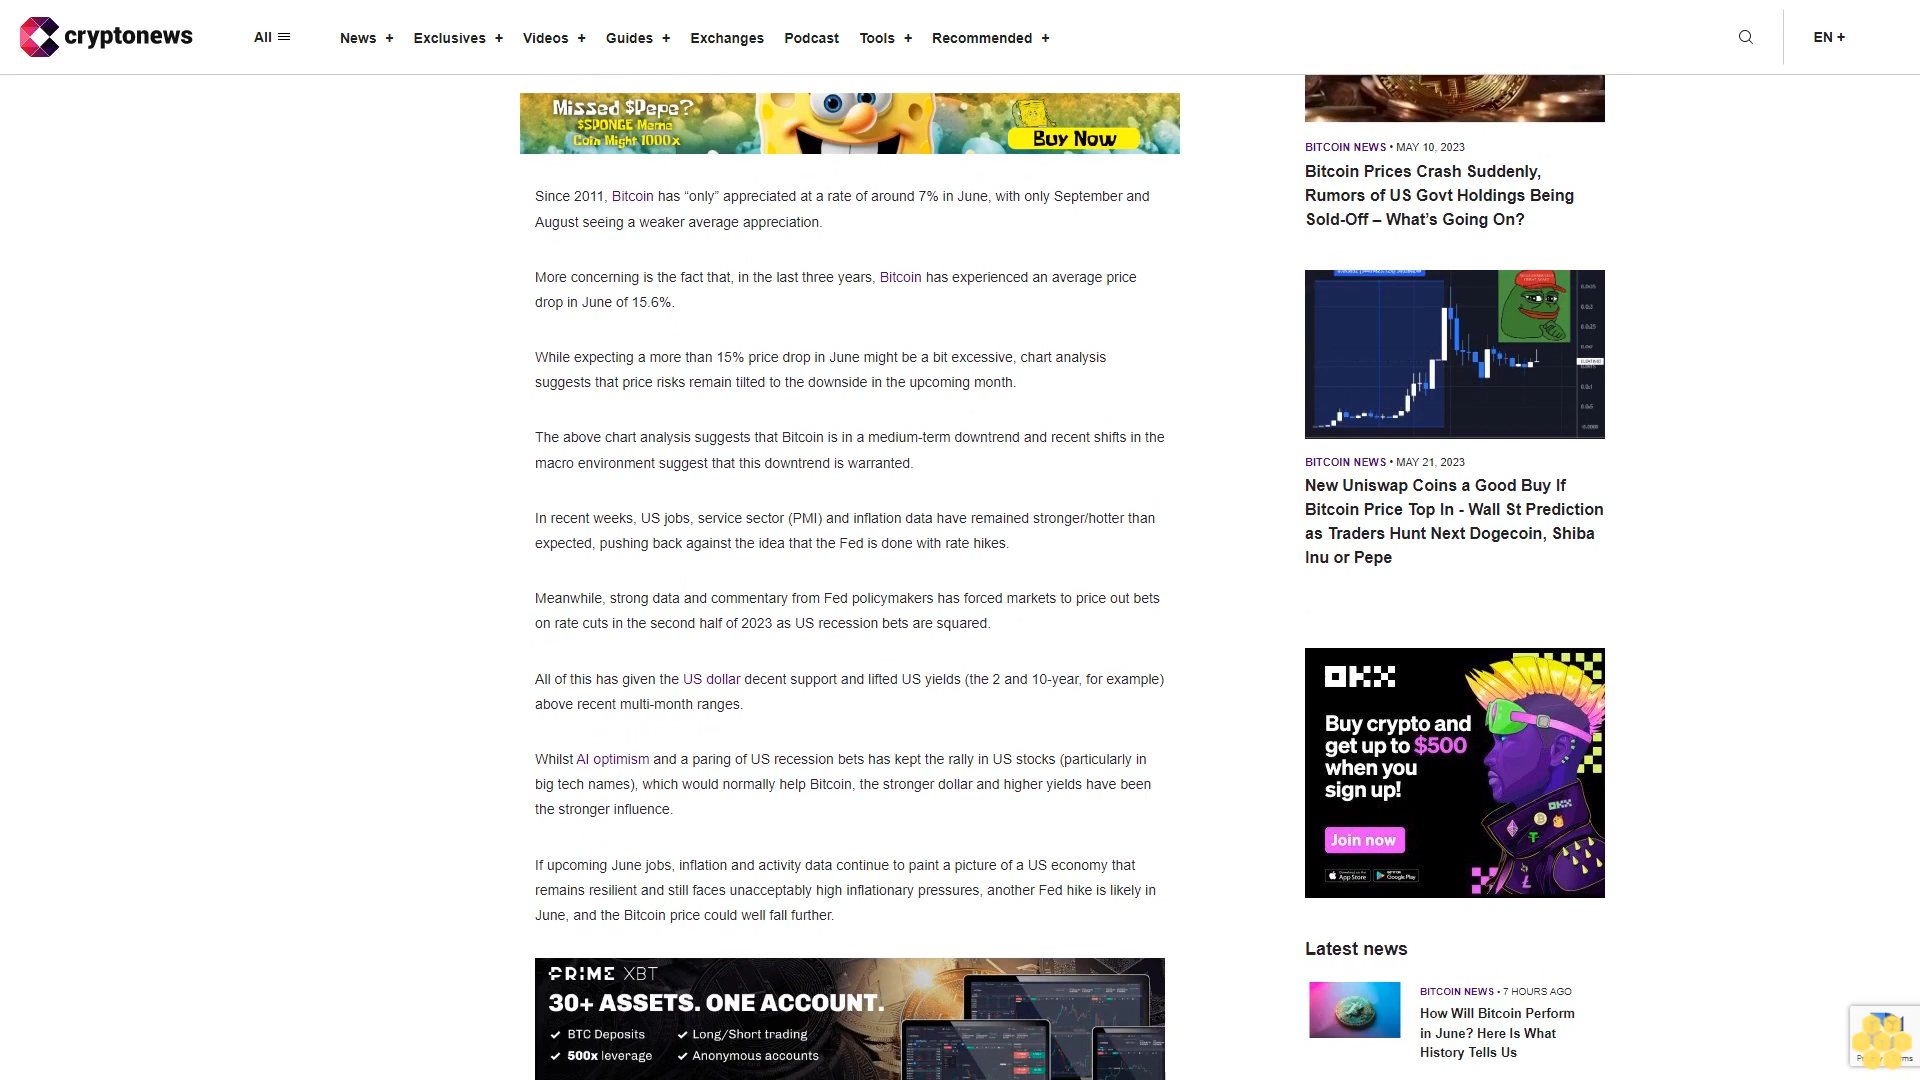 cryptonews
All
News +
Exclusives +
Videos +
Guides +
Exchanges
Podcast
Tools +
Recommended +
EN +
Missed $Pepe?
$SPONGE Meme
Coin Might 1000x
Buy Now
Since 2011, Bitcoin has “only” appreciated at a rate of around 7% in June, with only September and
August seeing a weaker average appreciation.
More concerning is the fact that, in the last three years, Bitcoin has experienced an average price
drop in June of 15.6%.
While expecting a more than 15% price drop in June might be a bit excessive, chart analysis
suggests that price risks remain tilted to the downside in the upcoming month.
The above chart analysis suggests that Bitcoin is in a medium-term downtrend and recent shifts in the
macro environment suggest that this downtrend is warranted.
In recent weeks, US jobs, service sector (PMI) and inflation data have remained stronger/hotter than
expected, pushing back against the idea that the Fed is done with rate hikes.
Meanwhile, strong data and commentary from Fed policymakers has forced markets to price out bets
on rate cuts in the second half of 2023 as US recession bets are squared.
All of this has given the US dollar decent support and lifted US yields (the 2 and 10-year, for example)
above recent multi-month ranges.
Whilst AI optimism and a paring of US recession bets has kept the rally in US stocks (particularly in
big tech names), which would normally help Bitcoin, the stronger dollar and higher yields have been
the stronger influence.
If upcoming June jobs, inflation and activity data continue to paint a picture of a US economy that
remains resilient and still faces unacceptably high inflationary pressures, another Fed hike is likely in
June, and the Bitcoin price could well fall further.
PRIME XBT
30+ ASSETS. ONE ACCOUNT.
BTC Deposits
Long/Short trading
500x leverage
Anonymous accounts
BITCOIN NEWS • MAY 10, 2023
Bitcoin Prices Crash Suddenly,
Rumors of US Govt Holdings Being
Sold-Off – What’s Going On?
BITCOIN NEWS • MAY 21, 2023
New Uniswap Coins a Good Buy If
Bitcoin Price Top In - Wall St Prediction
as Traders Hunt Next Dogecoin, Shiba
Inu or Pepe
OKX
Buy crypto and
get up to $500
when you
sign up!
OKX
Join now
App Store
Google Play
Latest news
BITCOIN NEWS • 7 HOURS AGO
How Will Bitcoin Perform
in June? Here Is What
History Tells Us